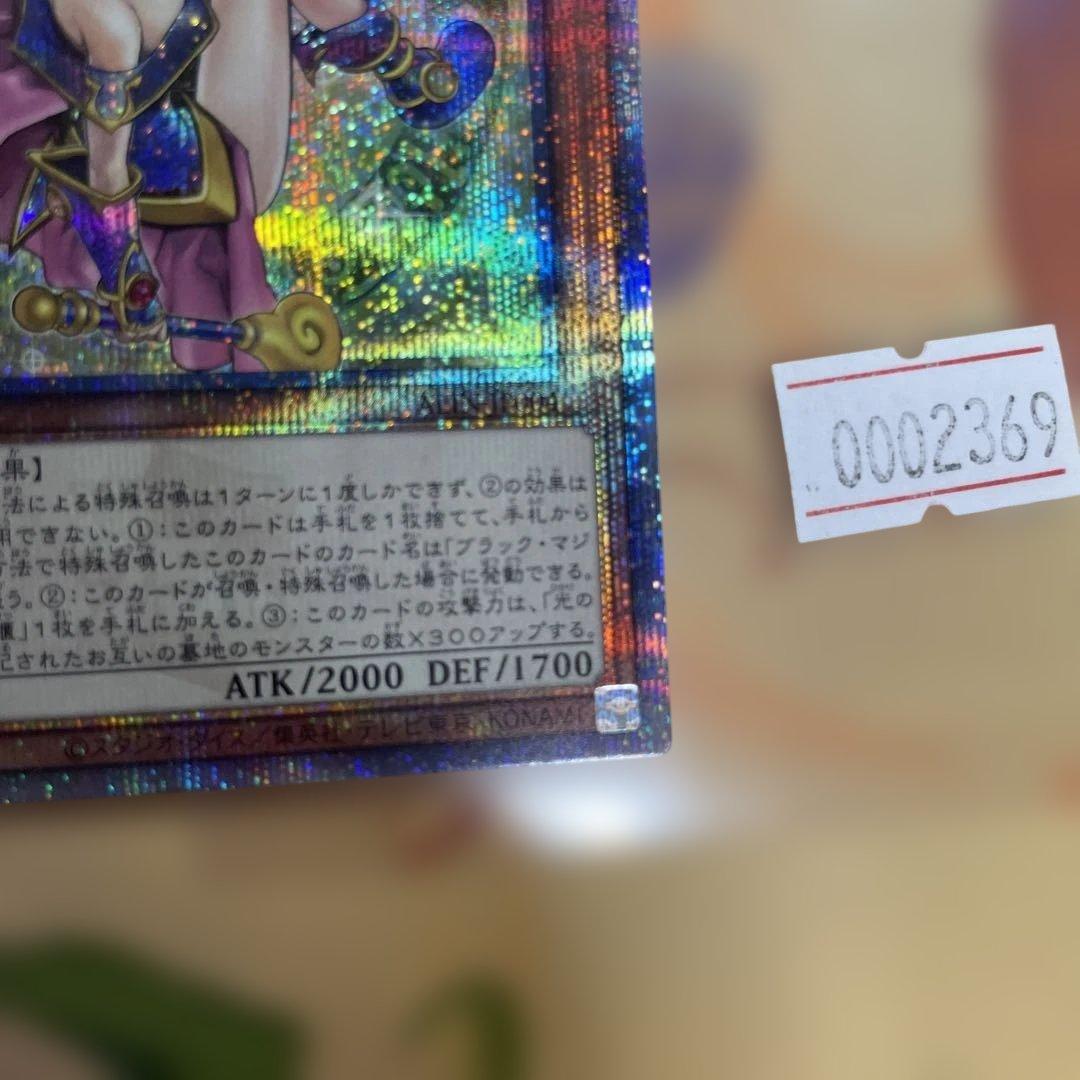 果】
法による特殊召喚は1ターンに1度しかできず、②の効果は
用できない。①:このカードは手札を1枚捨てて、手札から
方法で特殊召喚したこのカードのカード名は「ブラック・マジ
う。②:このカードが召喚・特殊召喚した場合に発動できる。
」1枚を手札に加える。③:このカードの攻撃力は、「光の
記されたお互いの墓地のモンスターの数×300アップする。
ATK/2000 DEF/1700
©スタジオ・ダイス/集英社・テレビ東京・KONAMI
0002369